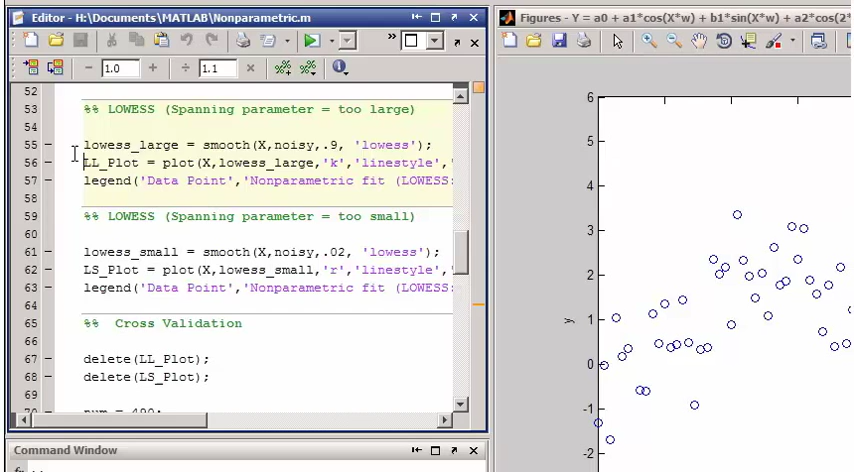 Editor - H:\Documents\MATLAB\Nonparametric.m
1.0
1.1
52
53 %% LOWESS (Spanning parameter = too large)
54
55 lowess_large = smooth(X,noisy,.9, 'lowess');
56 LL_Plot = plot(X,lowess_large,'k','linestyle','
57 legend('Data Point','Nonparametric fit (LOWESS:
58
59 %% LOWESS (Spanning parameter = too small)
60
61 lowess_small = smooth(X,noisy,.02, 'lowess');
62 LS_Plot = plot(X,lowess_small,'r','linestyle','
63 legend('Data Point','Nonparametric fit (LOWESS:
64
65 %% Cross Validation
66
67 delete(LL_Plot);
68 delete(LS_Plot);
69
70 num = 490;
Command Window
fx
Figures - Y = a0 + a1*cos(X*w) + b1*sin(X*w) + a2*cos(2*
6
5
4
3
2
1
0
-1
-2
y